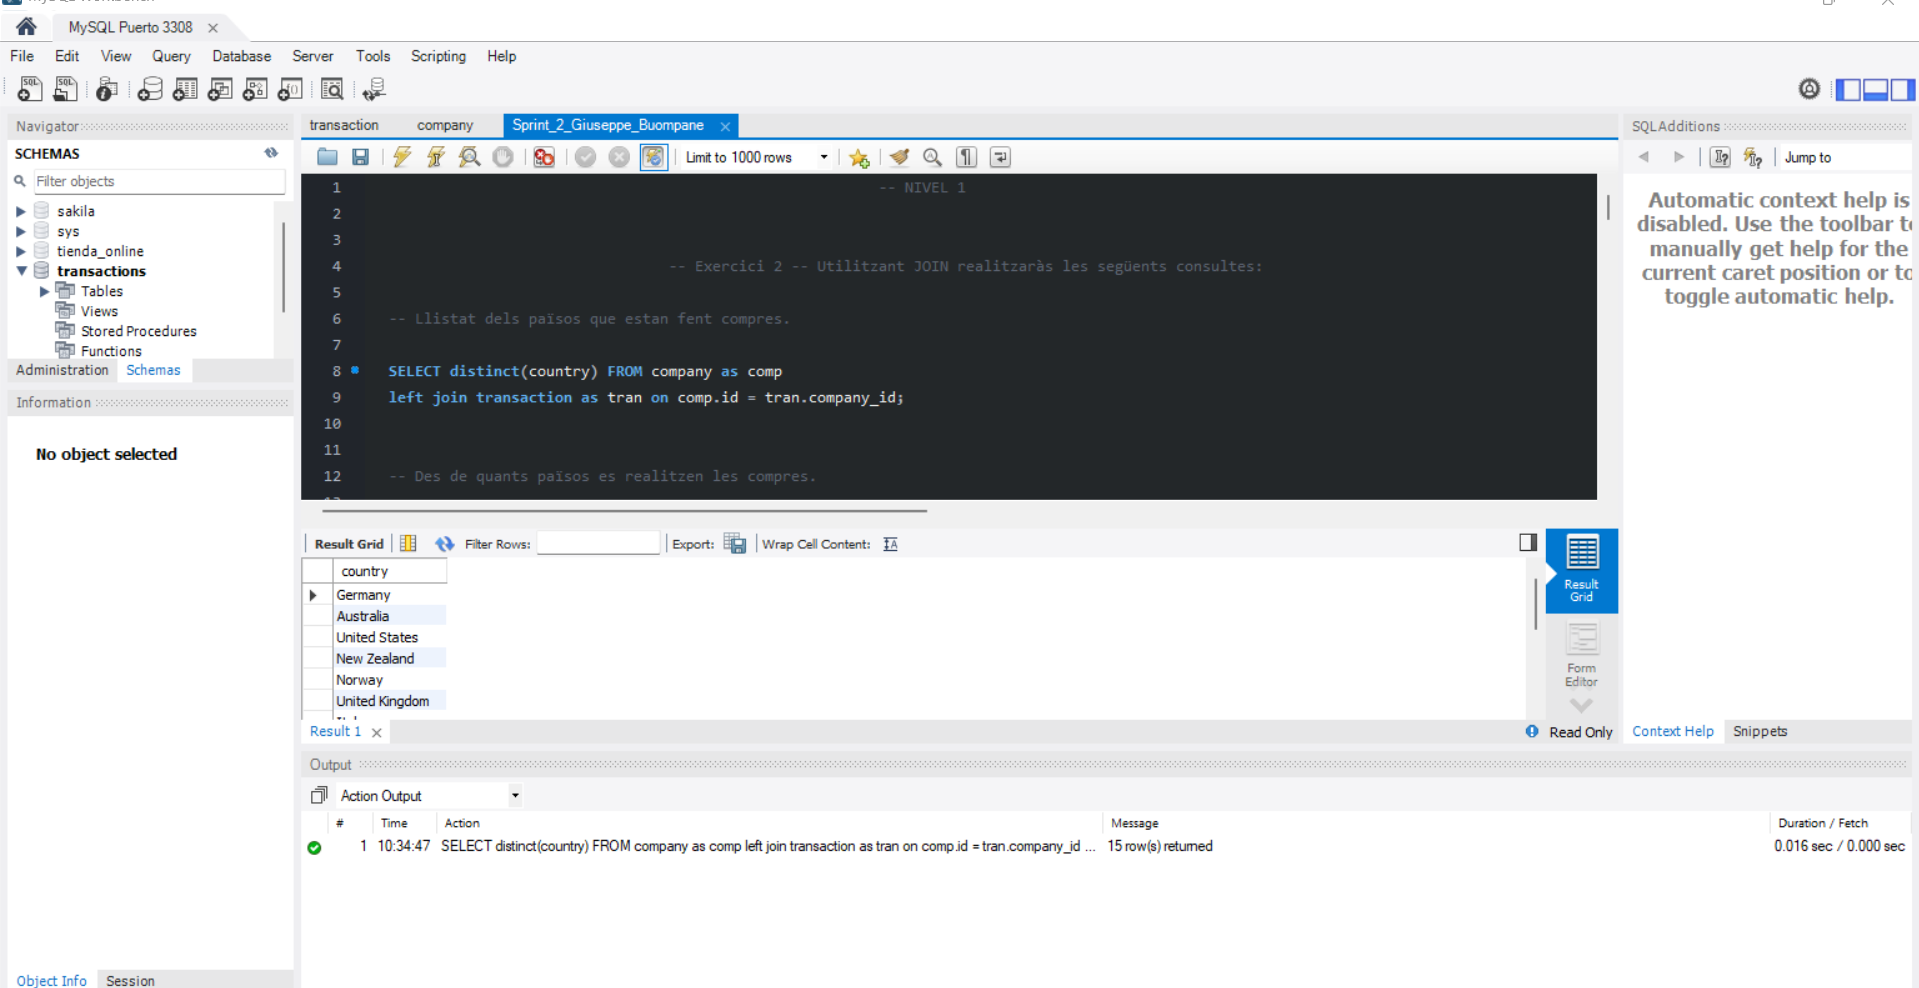 MySQL Workbench
MySQL Puerto 3308
File Edit View Query Database Server Tools Scripting Help
Navigator
SCHEMAS
Filter objects
sakila
sys
tienda_online
transactions
Tables
Views
Stored Procedures
Functions
Administration Schemas
Information
No object selected
Object Info Session
transaction company Sprint_2_Giuseppe_Buompane
Limit to 1000 rows
1 -- NIVEL 1
2
3
4 -- Exercici 2 -- Utilitzant JOIN realitzaràs les següents consultes:
5
6 -- Llistat dels països que estan fent compres.
7
8 SELECT distinct(country) FROM company as comp
9 left join transaction as tran on comp.id = tran.company_id;
10
11
12 -- Des de quants països es realitzen les compres.
Result Grid Filter Rows: Export: Wrap Cell Content:
country
Germany
Australia
United States
New Zealand
Norway
United Kingdom
Result 1
Result
Grid
Form
Editor
Read Only
Output
Action Output
# Time Action Message Duration / Fetch
1 10:34:47 SELECT distinct(country) FROM company as comp left join transaction as tran on comp.id = tran.company_id ... 15 row(s) returned 0.016 sec / 0.000 sec
SQLAdditions
Jump to
Automatic context help is
disabled. Use the toolbar to
manually get help for the
current caret position or to
toggle automatic help.
Context Help Snippets